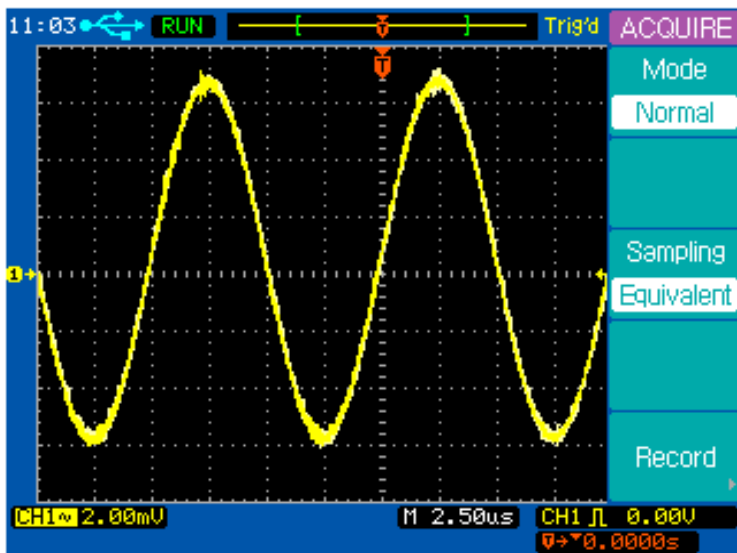 11:03 RUN T Trig'd ACQUIRE
T
Mode
Normal
Sampling
1 Equivalent
Record
CH1~ 2.00mV M 2.50us CH1 0.00V
0.0000s